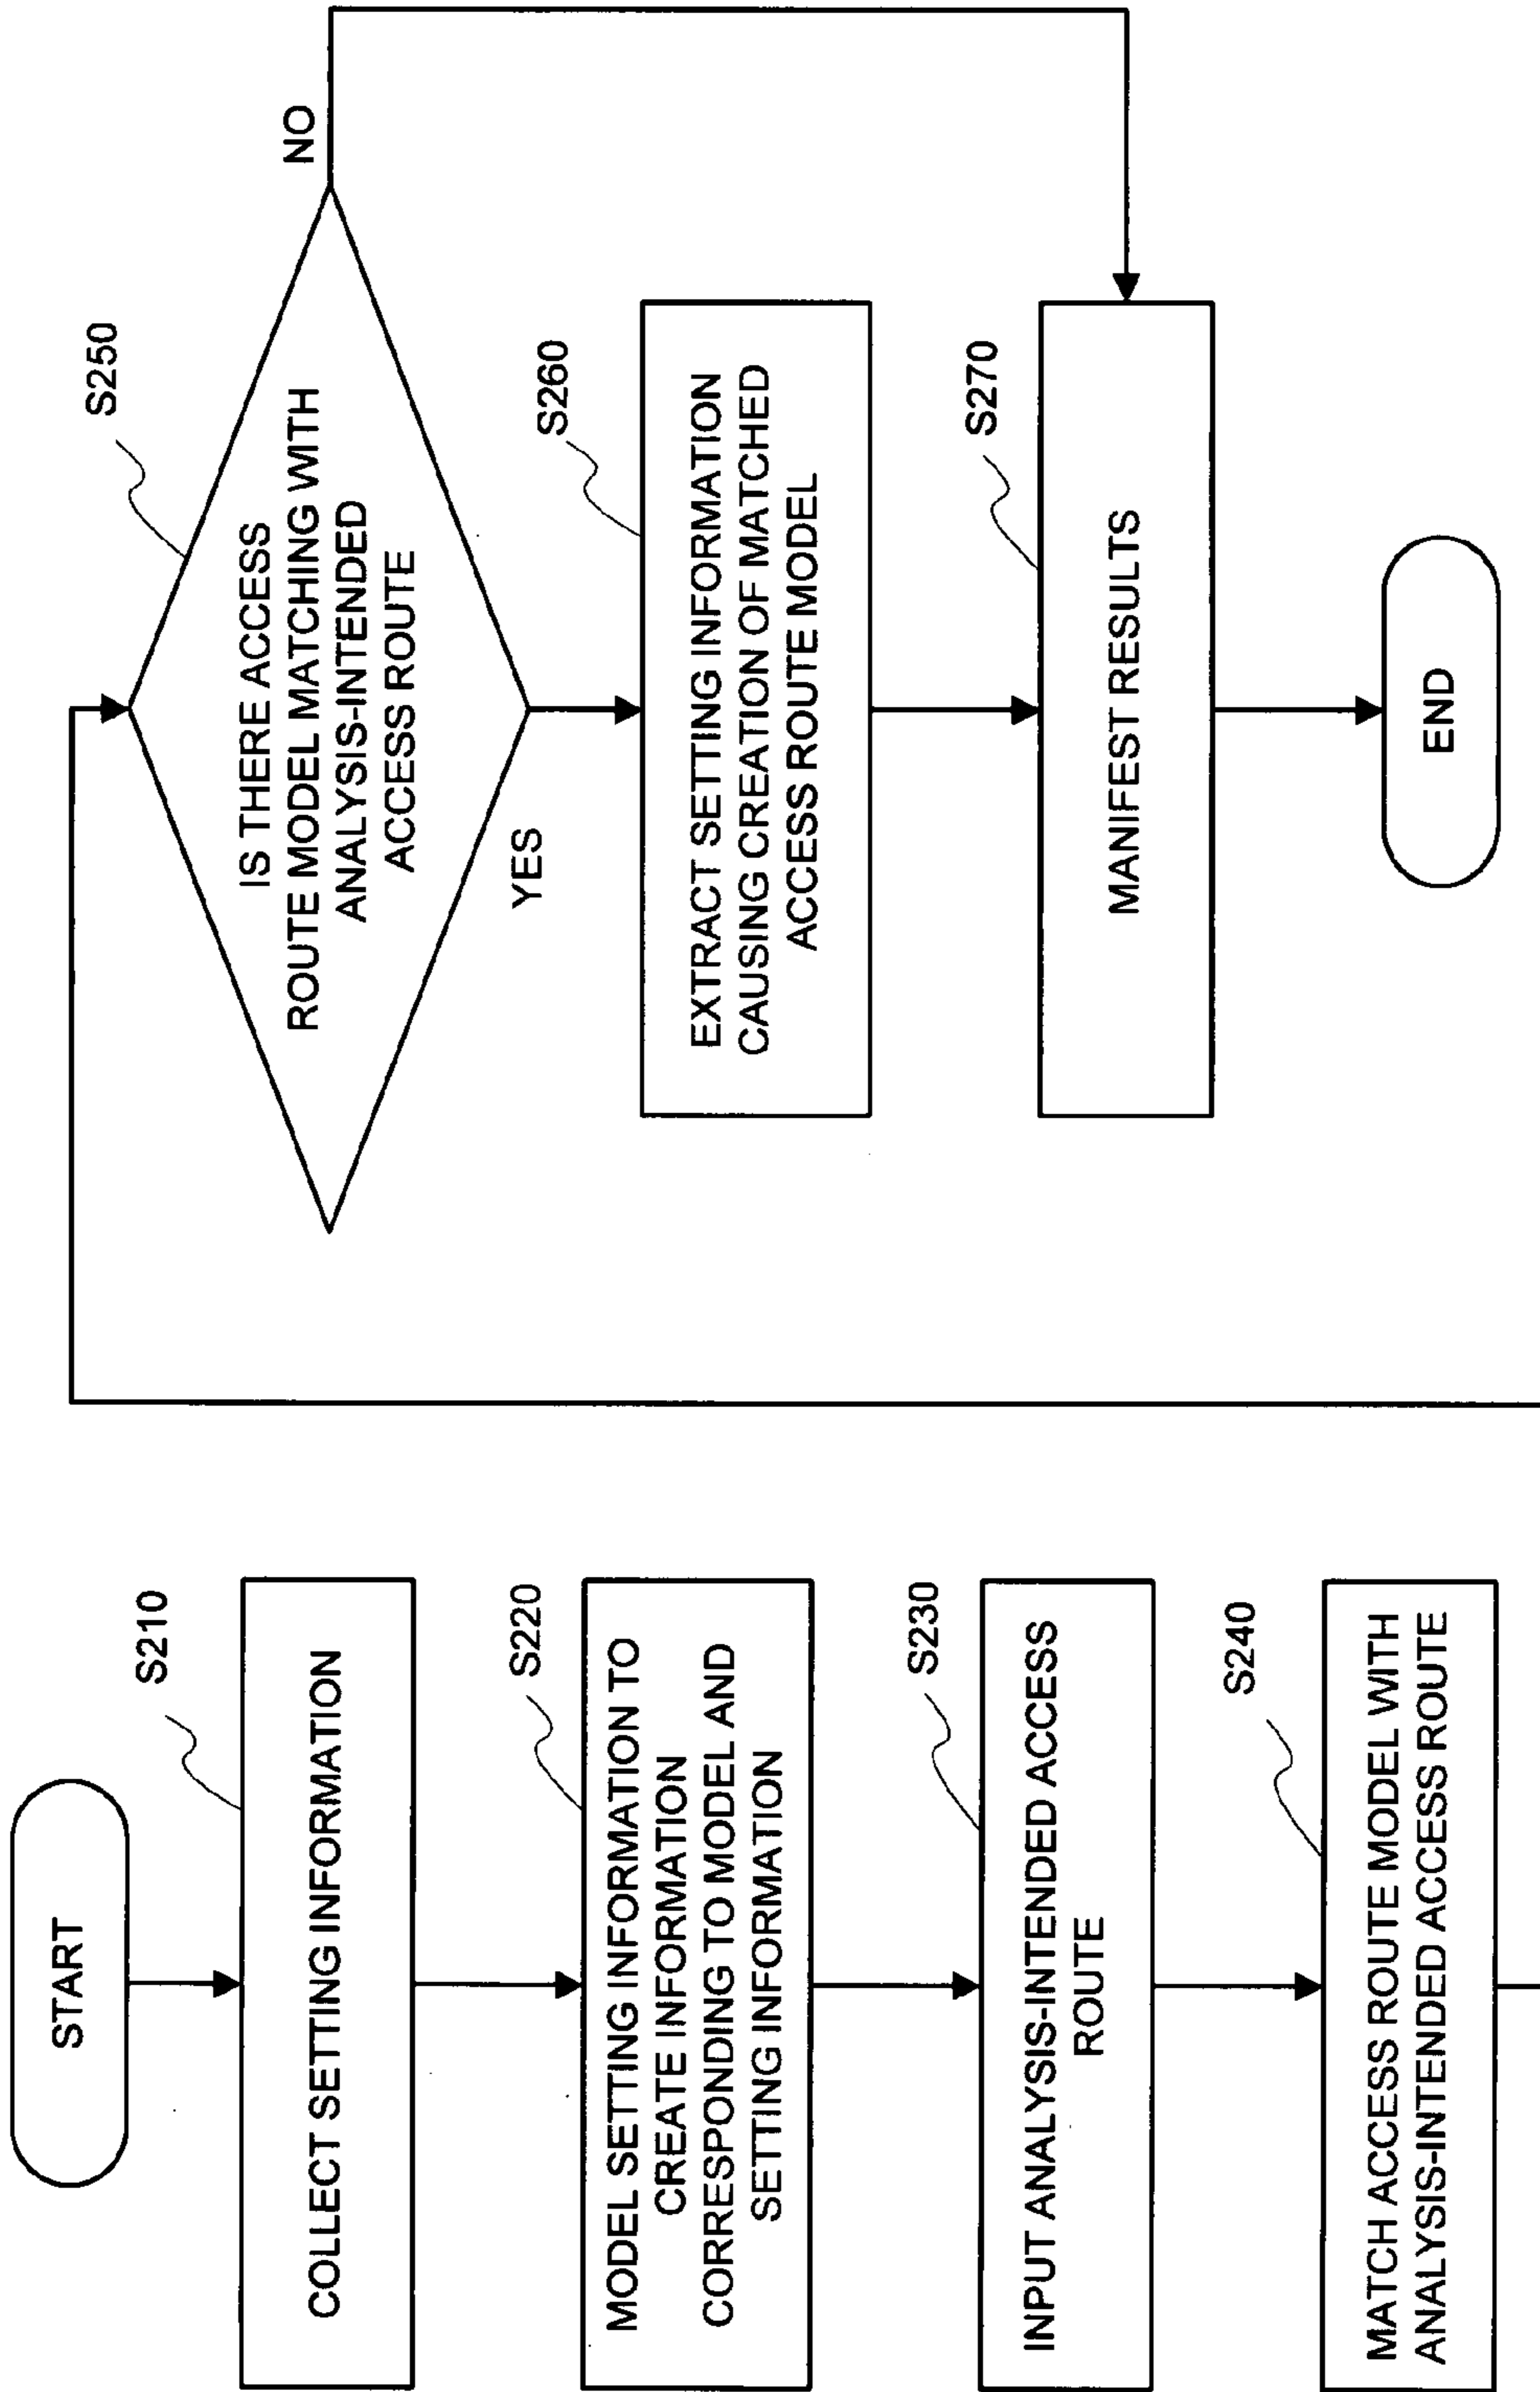 START
S210
COLLECT SETTING INFORMATION
S220
MODEL SETTING INFORMATION TO
CREATE INFORMATION
CORRESPONDING TO MODEL AND
SETTING INFORMATION
S230
INPUT ANALYSIS-INTENDED ACCESS
ROUTE
S240
MATCH ACCESS ROUTE MODEL WITH
ANALYSIS-INTENDED ACCESS ROUTE
S250
IS THERE ACCESS
ROUTE MODEL MATCHING WITH
ANALYSIS-INTENDED
ACCESS ROUTE
NO
YES
S260
EXTRACT SETTING INFORMATION
CAUSING CREATION OF MATCHED
ACCESS ROUTE MODEL
S270
MANIFEST RESULTS
END